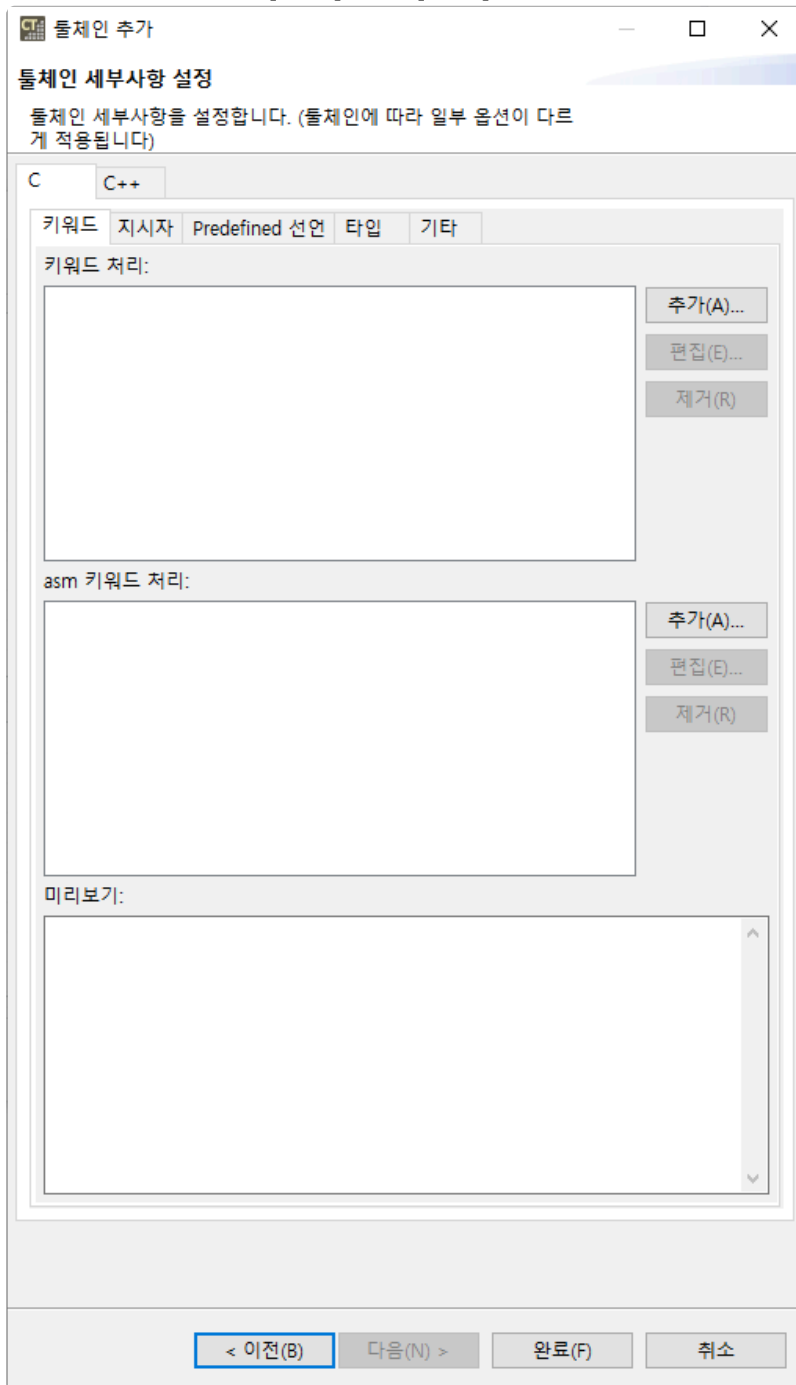 툴체인 추가
툴체인 세부사항 설정
툴체인 세부사항을 설정합니다. (툴체인에 따라 일부 옵션이 다르
게 적용됩니다)
C C++
키워드 지시자 Predefined 선언 타입 기타
키워드 처리:
추가(A)...
편집(E)...
제거(R)
asm 키워드 처리:
추가(A)...
편집(E)...
제거(R)
미리보기:
< 이전(B) 다음(N) > 완료(F) 취소